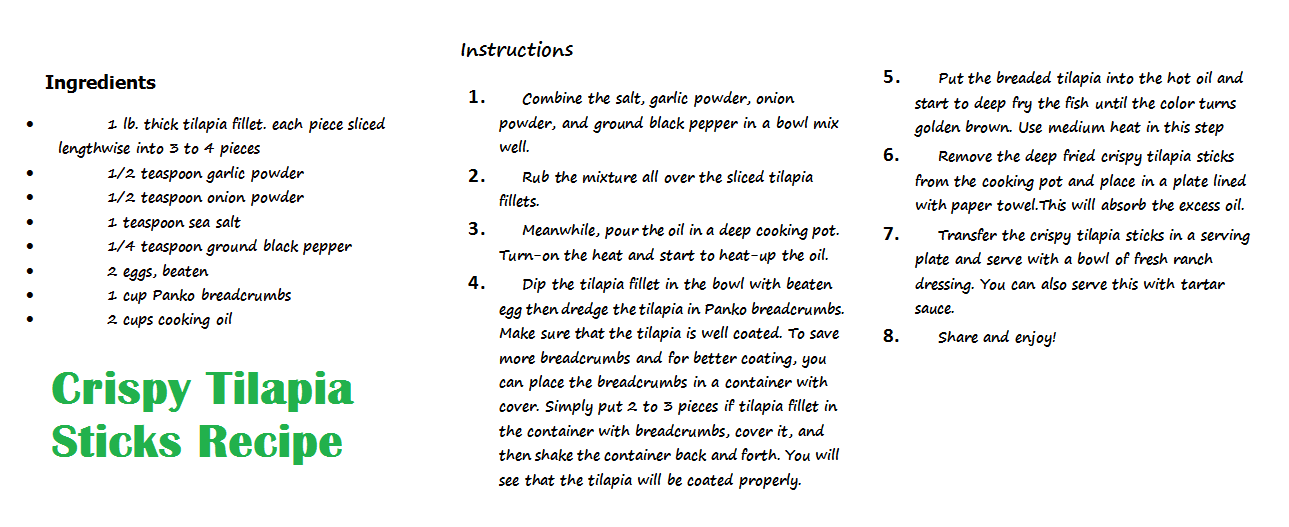 Ingredients
• 1 lb. thick tilapia fillet. each piece sliced
lengthwise into 3 to 4 pieces
• 1/2 teaspoon garlic powder
• 1/2 teaspoon onion powder
• 1 teaspoon sea salt
• 1/4 teaspoon ground black pepper
• 2 eggs, beaten
• 1 cup Panko breadcrumbs
• 2 cups cooking oil
Crispy Tilapia
Sticks Recipe
Instructions
1. Combine the salt, garlic powder, onion
powder, and ground black pepper in a bowl mix
well.
2. Rub the mixture all over the sliced tilapia
fillets.
3. Meanwhile, pour the oil in a deep cooking pot.
Turn-on the heat and start to heat-up the oil.
4. Dip the tilapia fillet in the bowl with beaten
egg then dredge the tilapia in Panko breadcrumbs.
Make sure that the tilapia is well coated. To save
more breadcrumbs and for better coating, you
can place the breadcrumbs in a container with
cover. Simply put 2 to 3 pieces if tilapia fillet in
the container with breadcrumbs, cover it, and
then shake the container back and forth. You will
see that the tilapia will be coated properly.
5. Put the breaded tilapia into the hot oil and
start to deep fry the fish until the color turns
golden brown. Use medium heat in this step
6. Remove the deep fried crispy tilapia sticks
from the cooking pot and place in a plate lined
with paper towel.This will absorb the excess oil.
7. Transfer the crispy tilapia sticks in a serving
plate and serve with a bowl of fresh ranch
dressing. You can also serve this with tartar
sauce.
8. Share and enjoy!